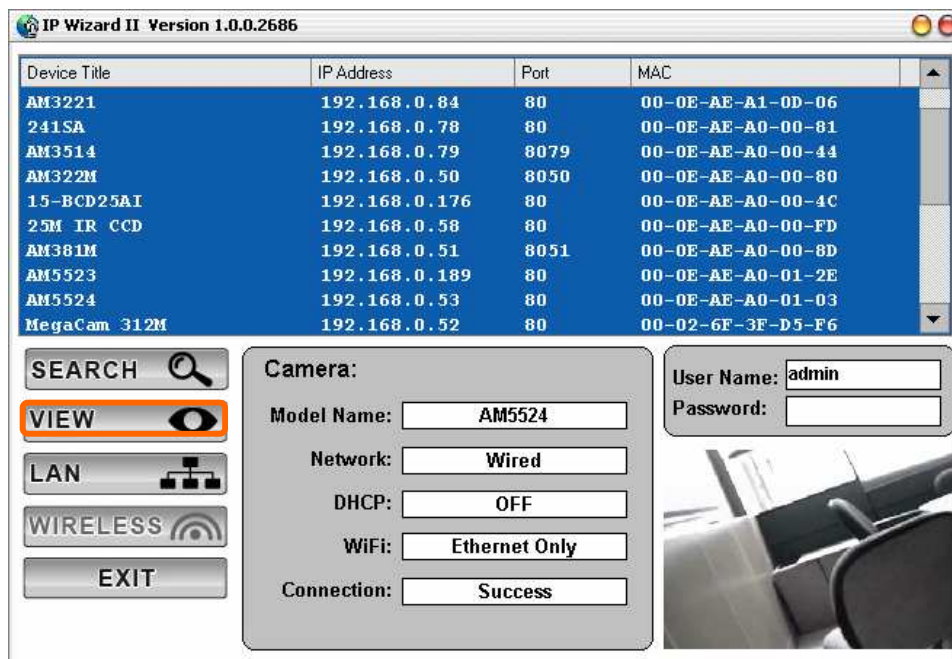 IP Wizard II Version 1.0.0.2686
Device Title IP Address Port MAC
AM3221 192.168.0.84 80 00-0E-AE-A1-0D-06
241SA 192.168.0.78 80 00-0E-AE-A0-00-81
AM3514 192.168.0.79 8079 00-0E-AE-A0-00-44
AM322M 192.168.0.50 8050 00-0E-AE-A0-00-80
15-BCD25AI 192.168.0.176 80 00-0E-AE-A0-00-4C
25M IR CCD 192.168.0.58 80 00-0E-AE-A0-00-FD
AM381M 192.168.0.51 8051 00-0E-AE-A0-00-8D
AM5523 192.168.0.189 80 00-0E-AE-A0-01-2E
AM5524 192.168.0.53 80 00-0E-AE-A0-01-03
MegaCam 312M 192.168.0.52 80 00-02-6F-3F-D5-F6
SEARCH
VIEW
LAN
WIRELESS
EXIT
Camera:
Model Name: AM5524
Network: Wired
DHCP: OFF
WiFi: Ethernet Only
Connection: Success
User Name: admin
Password: